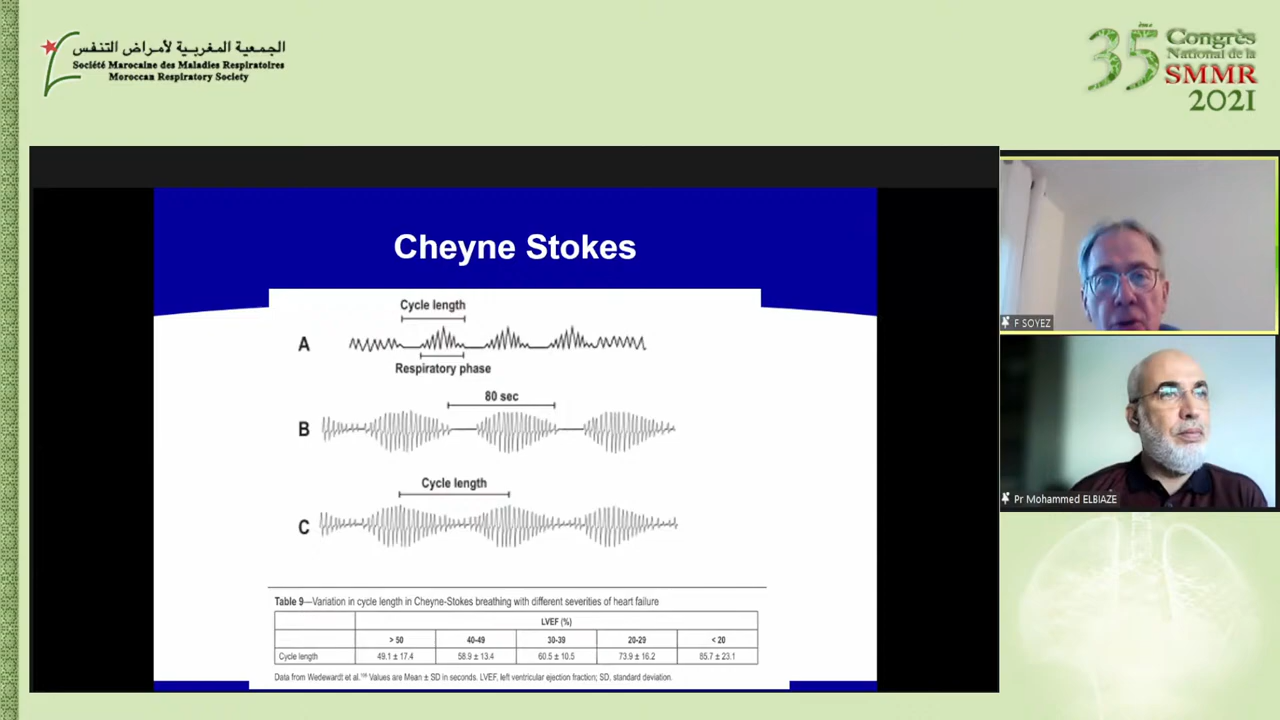 الجمعية المغربية لأمراض التنفس
Société Marocaine des Maladies Respiratoires
Moroccan Respiratory Society
35ème Congrès
National de la
SMMR
2021
Cheyne Stokes
Cycle length
A
Respiratory phase
80 sec
B
Cycle length
C
Table 9—Variation in cycle length in Cheyne-Stokes breathing with different severities of heart failure
LVEF (%)
> 50 40-49 30-39 20-29 < 20
Cycle length 49.1 ± 17.4 58.9 ± 13.4 60.5 ± 10.5 73.9 ± 16.2 85.7 ± 23.1
Data from Wedewardt et al. Values are Mean ± SD in seconds. LVEF, left ventricular ejection fraction; SD, standard deviation.
F SOYEZ
Pr Mohammed ELBIAZE